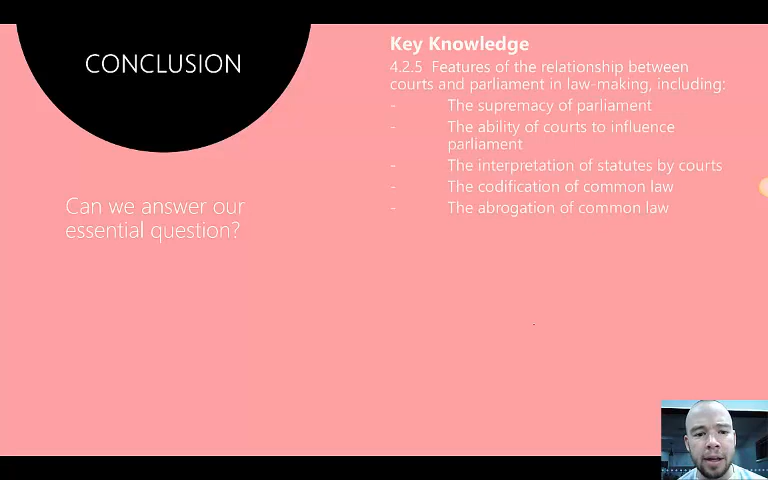 CONCLUSION
Can we answer our
essential question?
Key Knowledge
4.2.5 Features of the relationship between
courts and parliament in law-making, including:
- The supremacy of parliament
- The ability of courts to influence
parliament
- The interpretation of statutes by courts
- The codification of common law
- The abrogation of common law